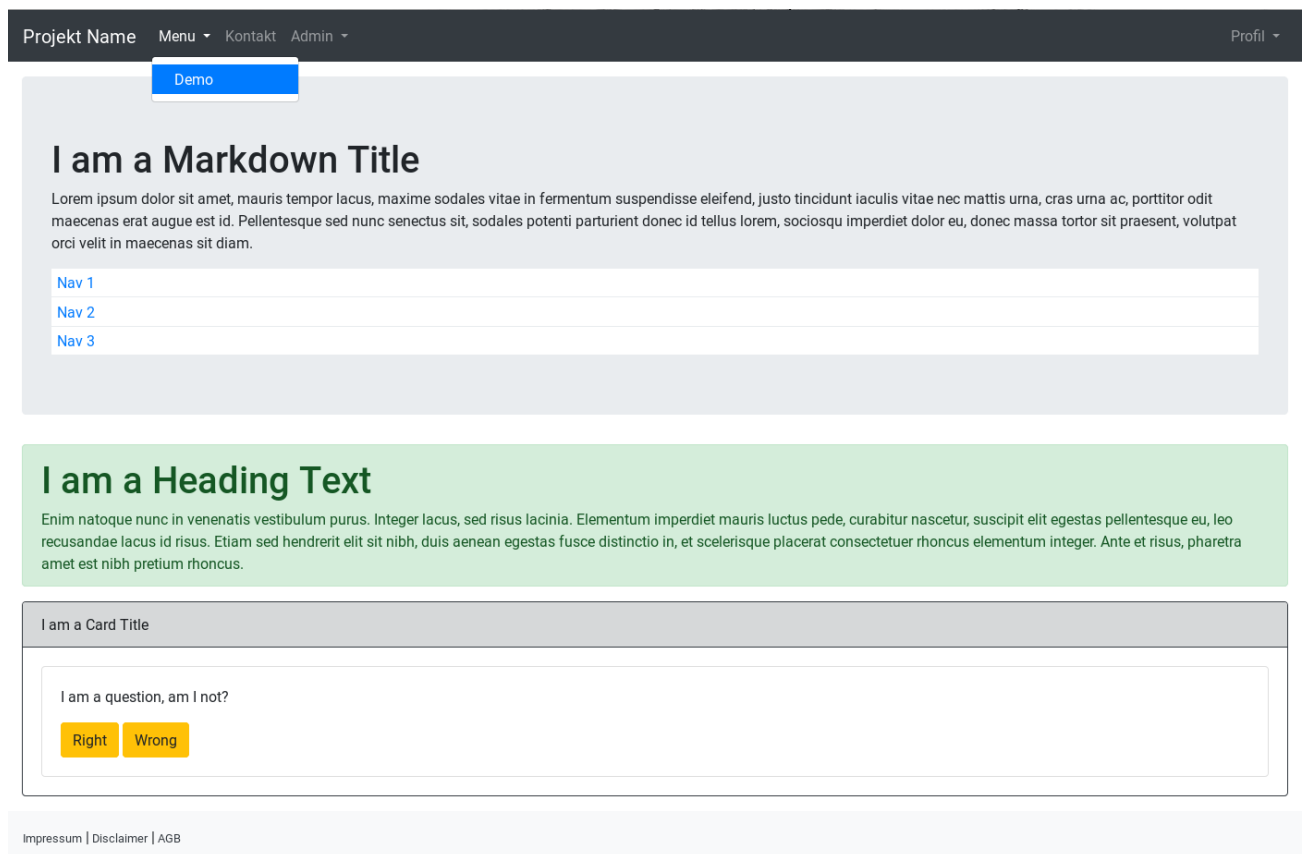 Projekt Name Menu Kontakt Admin Profil
Demo
I am a Markdown Title
Lorem ipsum dolor sit amet, mauris tempor lacus, maxime sodales vitae in fermentum suspendisse eleifend, justo tincidunt iaculis vitae nec mattis urna, cras urna ac, porttitor odit
maecenas erat augue est id. Pellentesque sed nunc senectus sit, sodales potenti parturient donec id tellus lorem, sociosqu imperdiet dolor eu, donec massa tortor sit praesent, volutpat
orci velit in maecenas sit diam.
Nav 1
Nav 2
Nav 3
I am a Heading Text
Enim natoque nunc in venenatis vestibulum purus. Integer lacus, sed risus lacinia. Elementum imperdiet mauris luctus pede, curabitur nascetur, suscipit elit egestas pellentesque eu, leo
recusandae lacus id risus. Etiam sed hendrerit elit sit nibh, duis aenean egestas fusce distinctio in, et scelerisque placerat consectetuer rhoncus elementum integer. Ante et risus, pharetra
amet est nibh pretium rhoncus.
I am a Card Title
I am a question, am I not?
Right Wrong
Impressum | Disclaimer | AGB